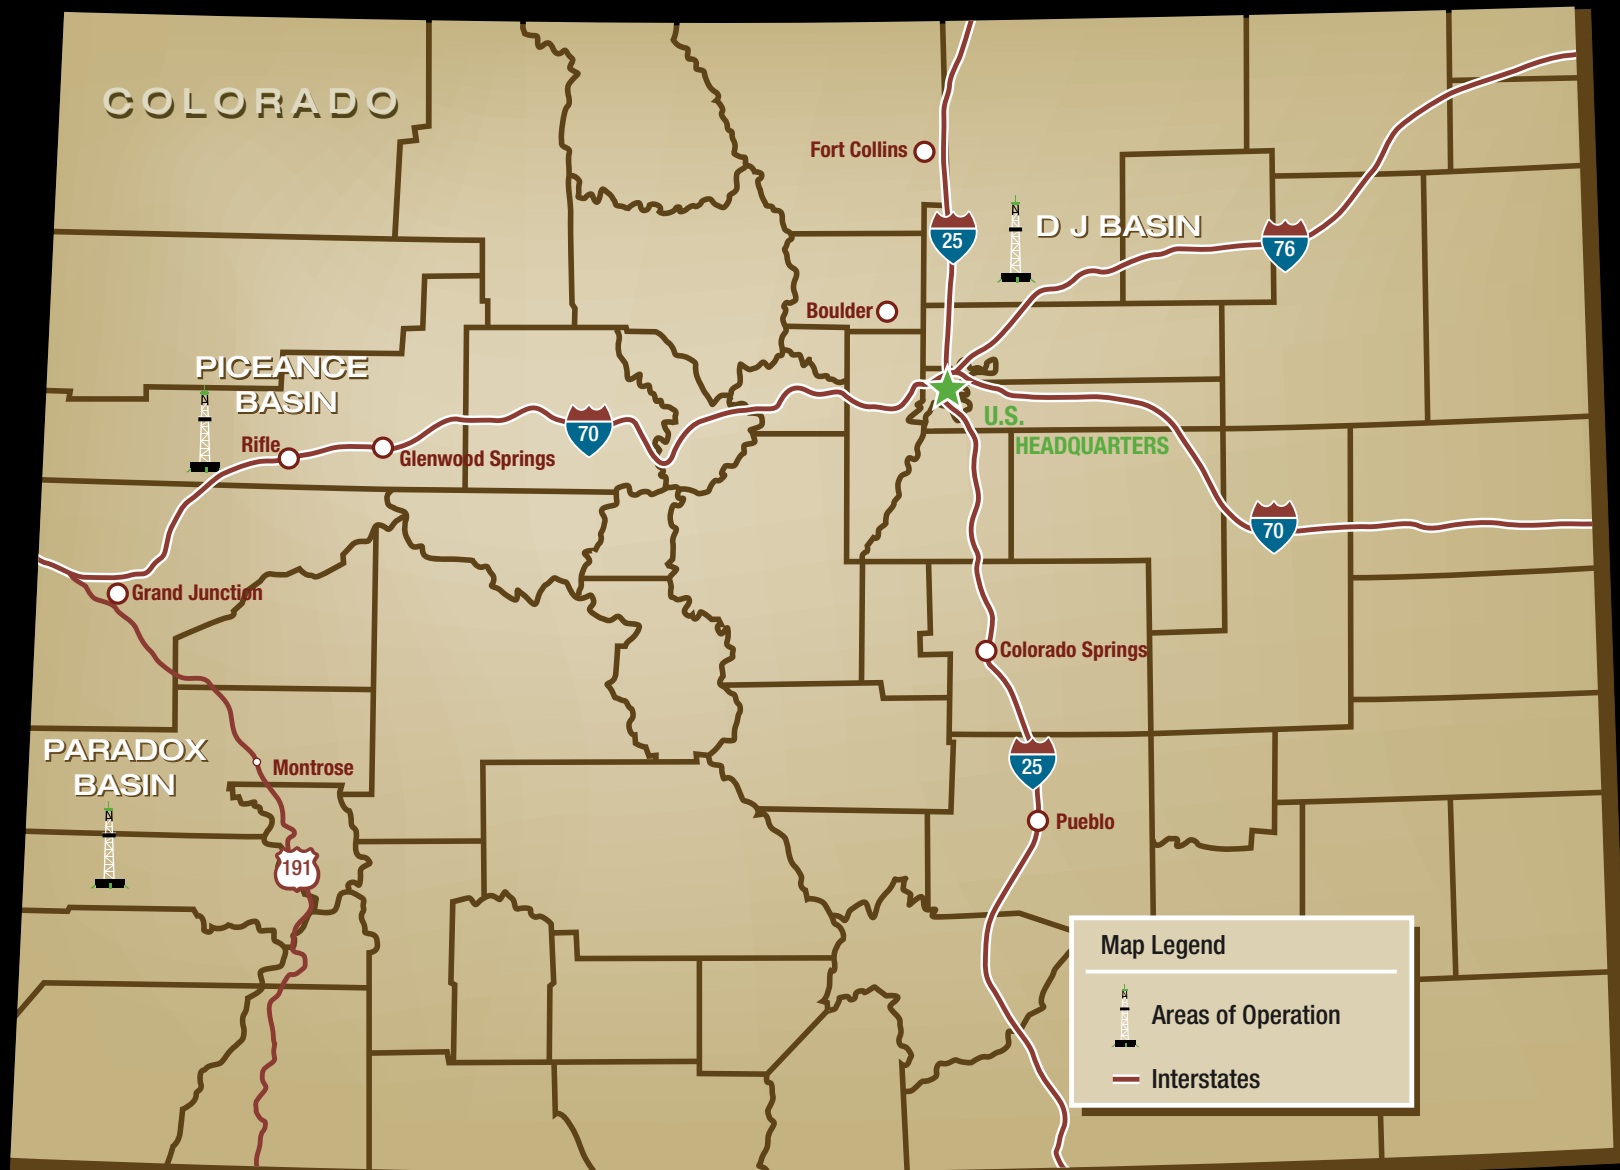 COLORADO
Fort Collins
25
D J BASIN
76
Boulder
PICEANCE
BASIN
U.S.
HEADQUARTERS
70
Rifle
Glenwood Springs
70
Grand Junction
Colorado Springs
PARADOX
BASIN
Montrose
25
Pueblo
191
Map Legend
N
Areas of Operation
Interstates
N
N
N